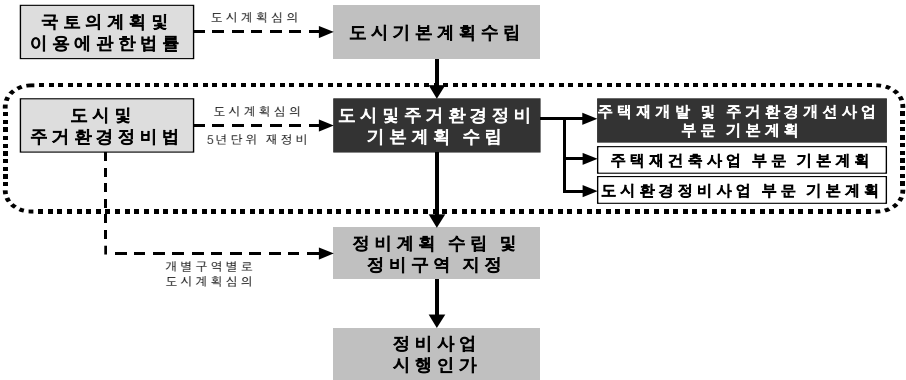 국토의계획및
이용에관한법률
도시계획심의
도시기본계획수립
도시및
주거환경정비법
도시계획심의
5년단위 재정비
도시및주거환경정비
기본계획 수립
주택재개발 및 주거환경개선사업
부문 기본계획
주택재건축사업 부문 기본계획
도시환경정비사업 부문 기본계획
개별구역별로
도시계획심의
정비계획 수립 및
정비구역 지정
정비사업
시행인가